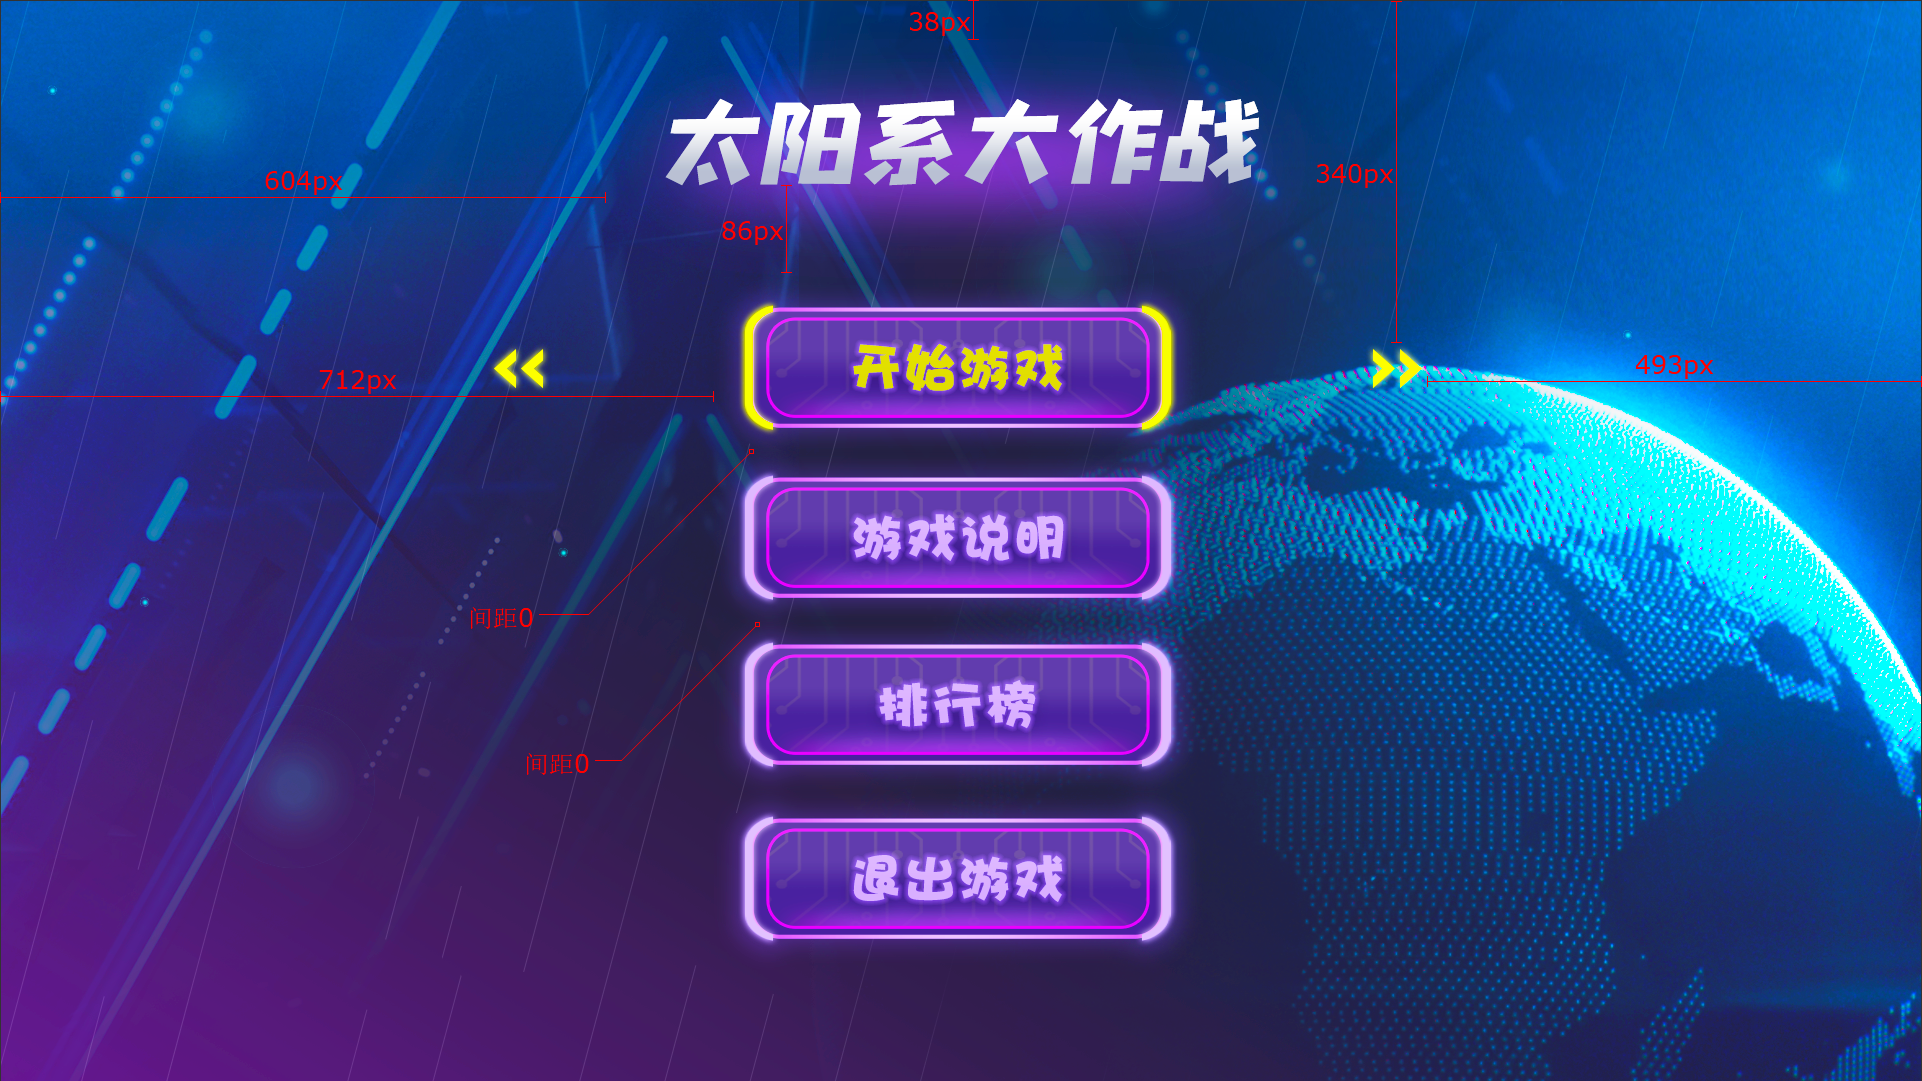 38px
太阳系大作战
340px
604px
86px
开始游戏
493px
712px
游戏说明
间距0
排行榜
间距0
退出游戏